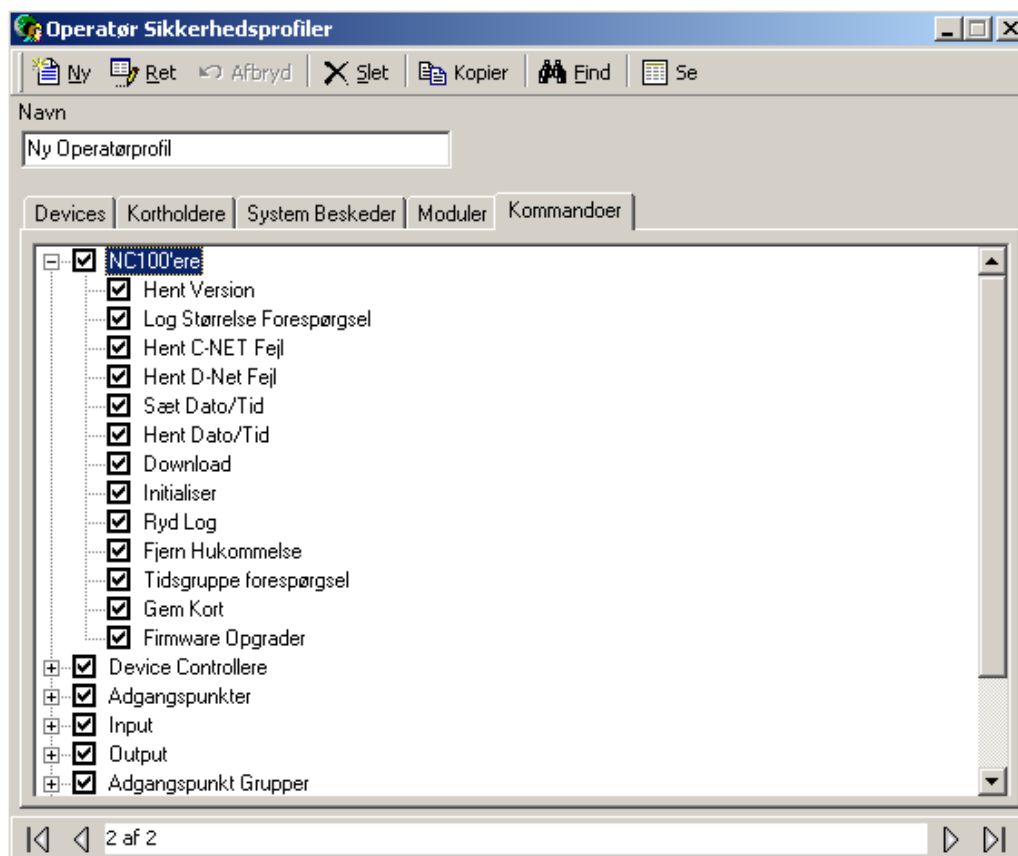 Operatør Sikkerhedsprofiler
Ny Ret Afbryd Slet Kopier Find Se
Navn
Ny Operatørprofil
Devices Kortholdere System Beskeder Moduler Kommandoer
NC100'ere
Hent Version
Log Størrelse Forespørgsel
Hent C-NET Fejl
Hent D-Net Fejl
Sæt Dato/Tid
Hent Dato/Tid
Download
Initialiser
Ryd Log
Fjern Hukommelse
Tidsgruppe forespørgsel
Gem Kort
Firmware Opgrader
Device Controllere
Adgangspunkter
Input
Output
Adgangspunkt Grupper
2 af 2